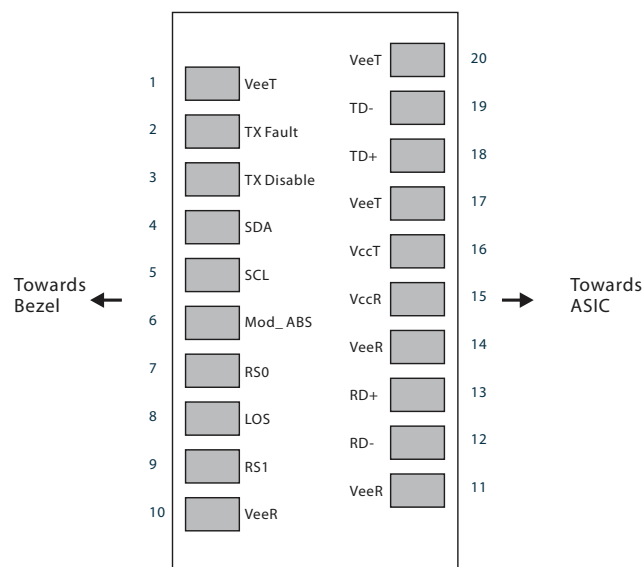 VeeT 20
1 VeeT
TD- 19
2 TX Fault
TD+ 18
3 TX Disable
VeeT 17
4 SDA
VccT 16
5 SCL
Towards
Bezel
VccR 15
Towards
ASIC
6 Mod_ ABS
VeeR 14
7 RS0
RD+ 13
8 LOS
RD- 12
9 RS1
VeeR 11
10 VeeR